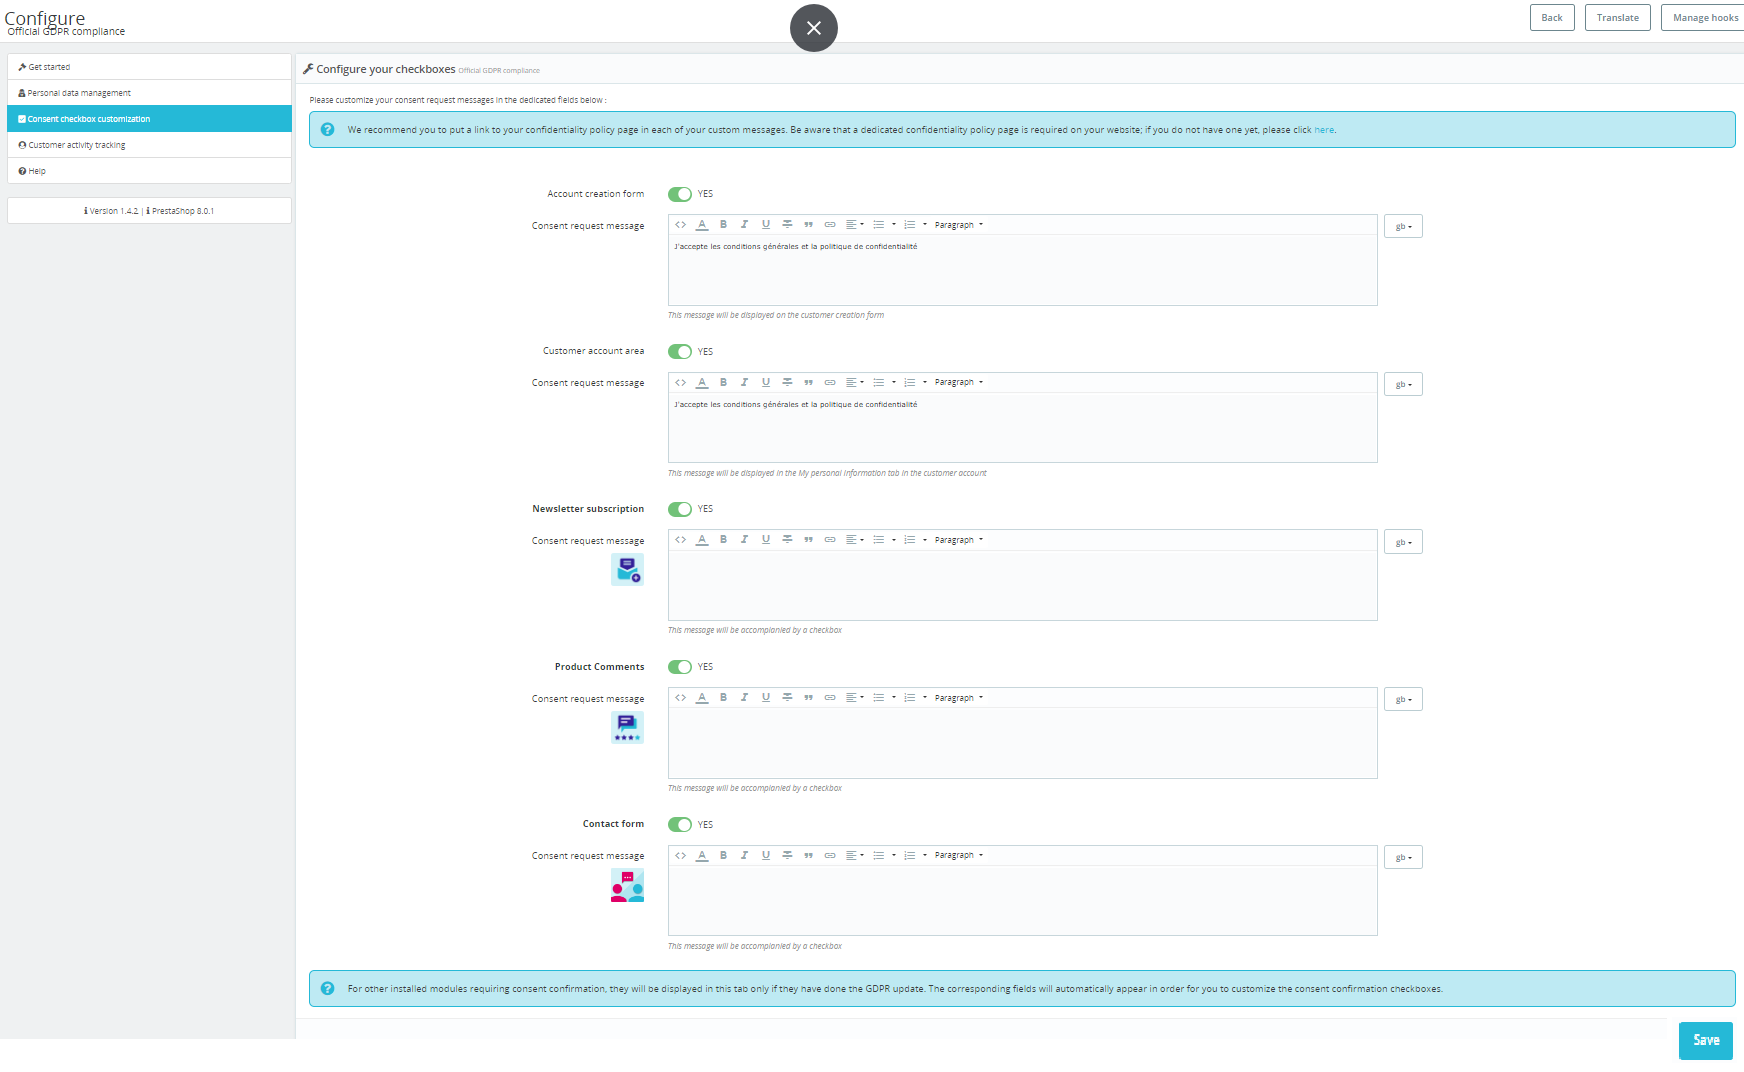 Configure
Official GDPR compliance
Back
Translate
Manage hooks
Get started
Personal data management
Consent checkbox customization
Customer activity tracking
Help
Version 1.4.2 | PrestaShop 8.0.1
Configure your checkboxes Official GDPR compliance
Please customize your consent request messages in the dedicated fields below :
We recommend you to put a link to your confidentiality policy page in each of your custom messages. Be aware that a dedicated confidentiality policy page is required on your website; if you do not have one yet, please click here.
Account creation form YES
Consent request message
A B I U Paragraph
gb
J'accepte les conditions générales et la politique de confidentialité
This message will be displayed on the customer creation form
Customer account area YES
Consent request message
A B I U Paragraph
gb
J'accepte les conditions générales et la politique de confidentialité
This message will be displayed in the My personal information tab in the customer account
Newsletter subscription YES
Consent request message
A B I U Paragraph
gb
This message will be accompanied by a checkbox
Product Comments YES
Consent request message
A B I U Paragraph
gb
This message will be accompanied by a checkbox
Contact form YES
Consent request message
A B I U Paragraph
gb
This message will be accompanied by a checkbox
For other installed modules requiring consent confirmation, they will be displayed in this tab only if they have done the GDPR update. The corresponding fields will automatically appear in order for you to customize the consent confirmation checkboxes.
Save